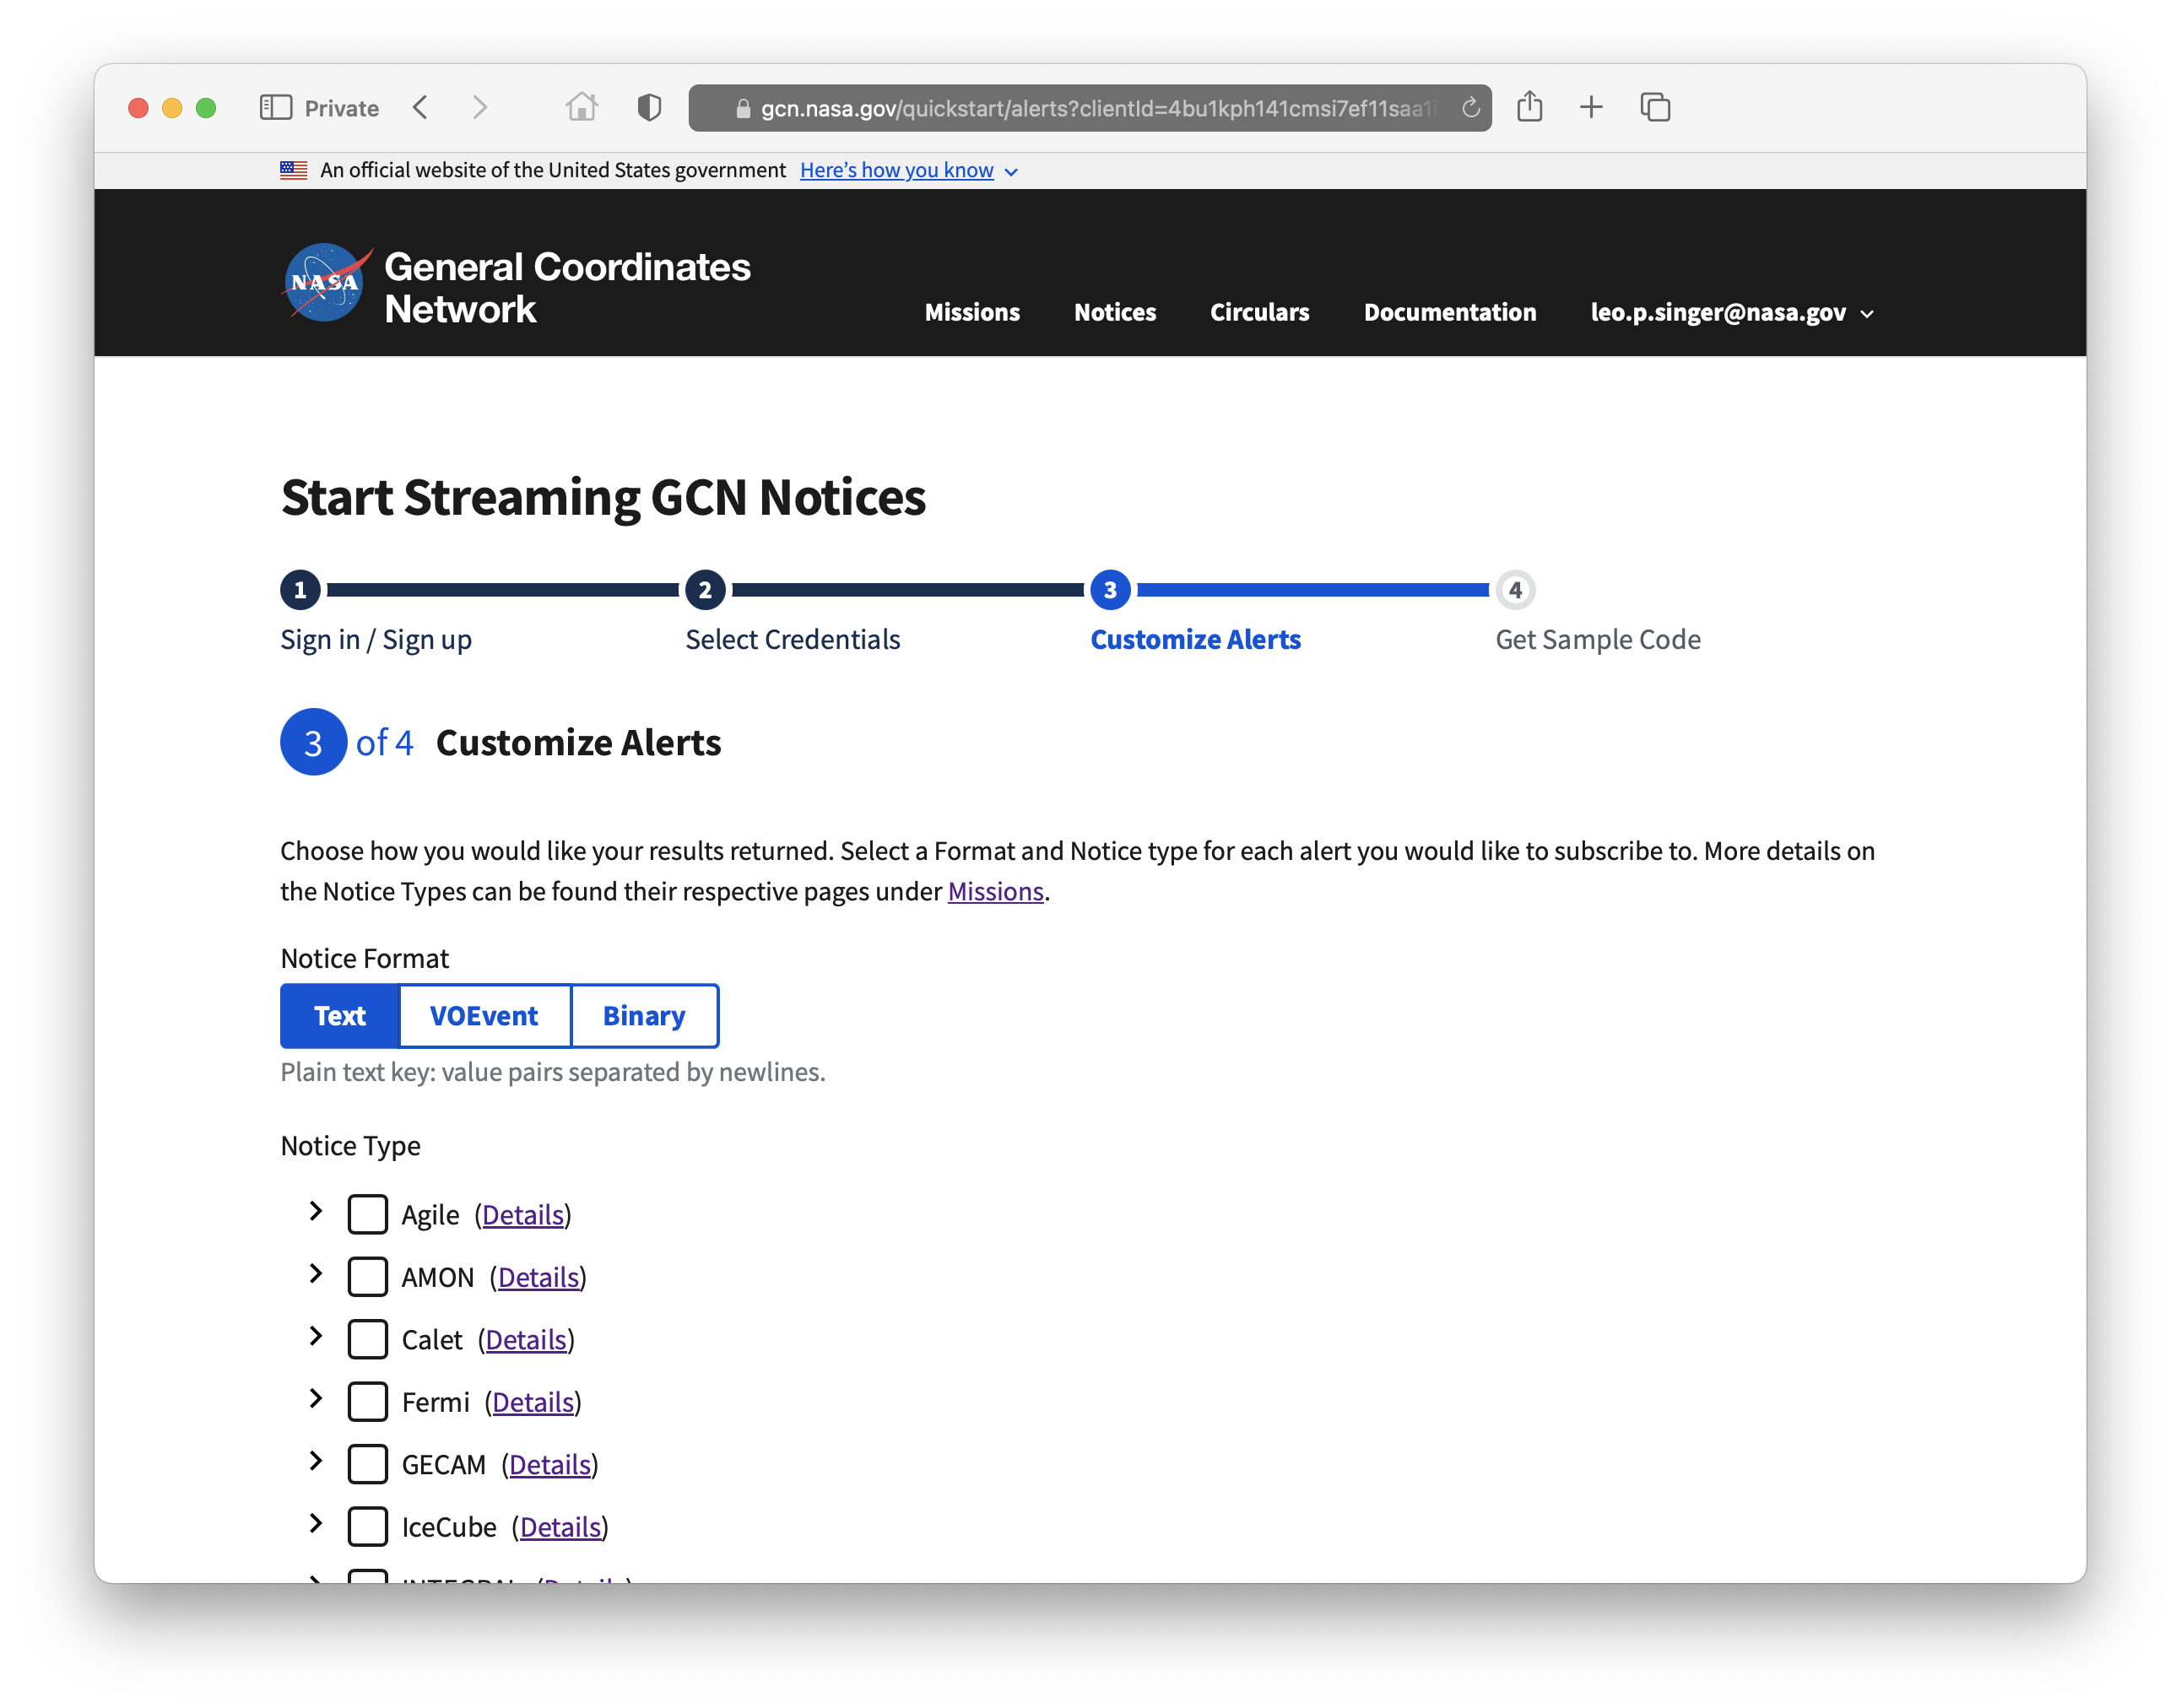 Private
gcn.nasa.gov/quickstart/alerts?clientId=4bu1kph141cmsi7ef11saa1i
An official website of the United States government Here's how you know
NASA
General Coordinates
Network
Missions Notices Circulars Documentation leo.p.singer@nasa.gov
Start Streaming GCN Notices
1 2 3 4
Sign in / Sign up Select Credentials Customize Alerts Get Sample Code
3 of 4 Customize Alerts
Choose how you would like your results returned. Select a Format and Notice type for each alert you would like to subscribe to. More details on
the Notice Types can be found their respective pages under Missions.
Notice Format
Text VOEvent Binary
Plain text key: value pairs separated by newlines.
Notice Type
Agile (Details)
AMON (Details)
Calet (Details)
Fermi (Details)
GECAM (Details)
IceCube (Details)
INTEGRAL (Details)